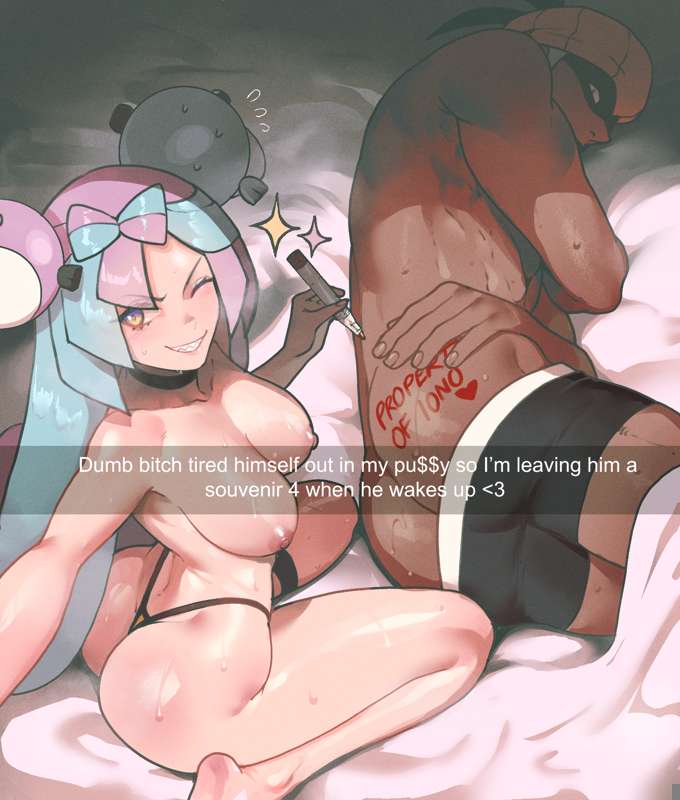 PROPERTY
OF IONO
Dumb bitch tired himself out in my pu$$y so I'm leaving him a
souvenir 4 when he wakes up <3